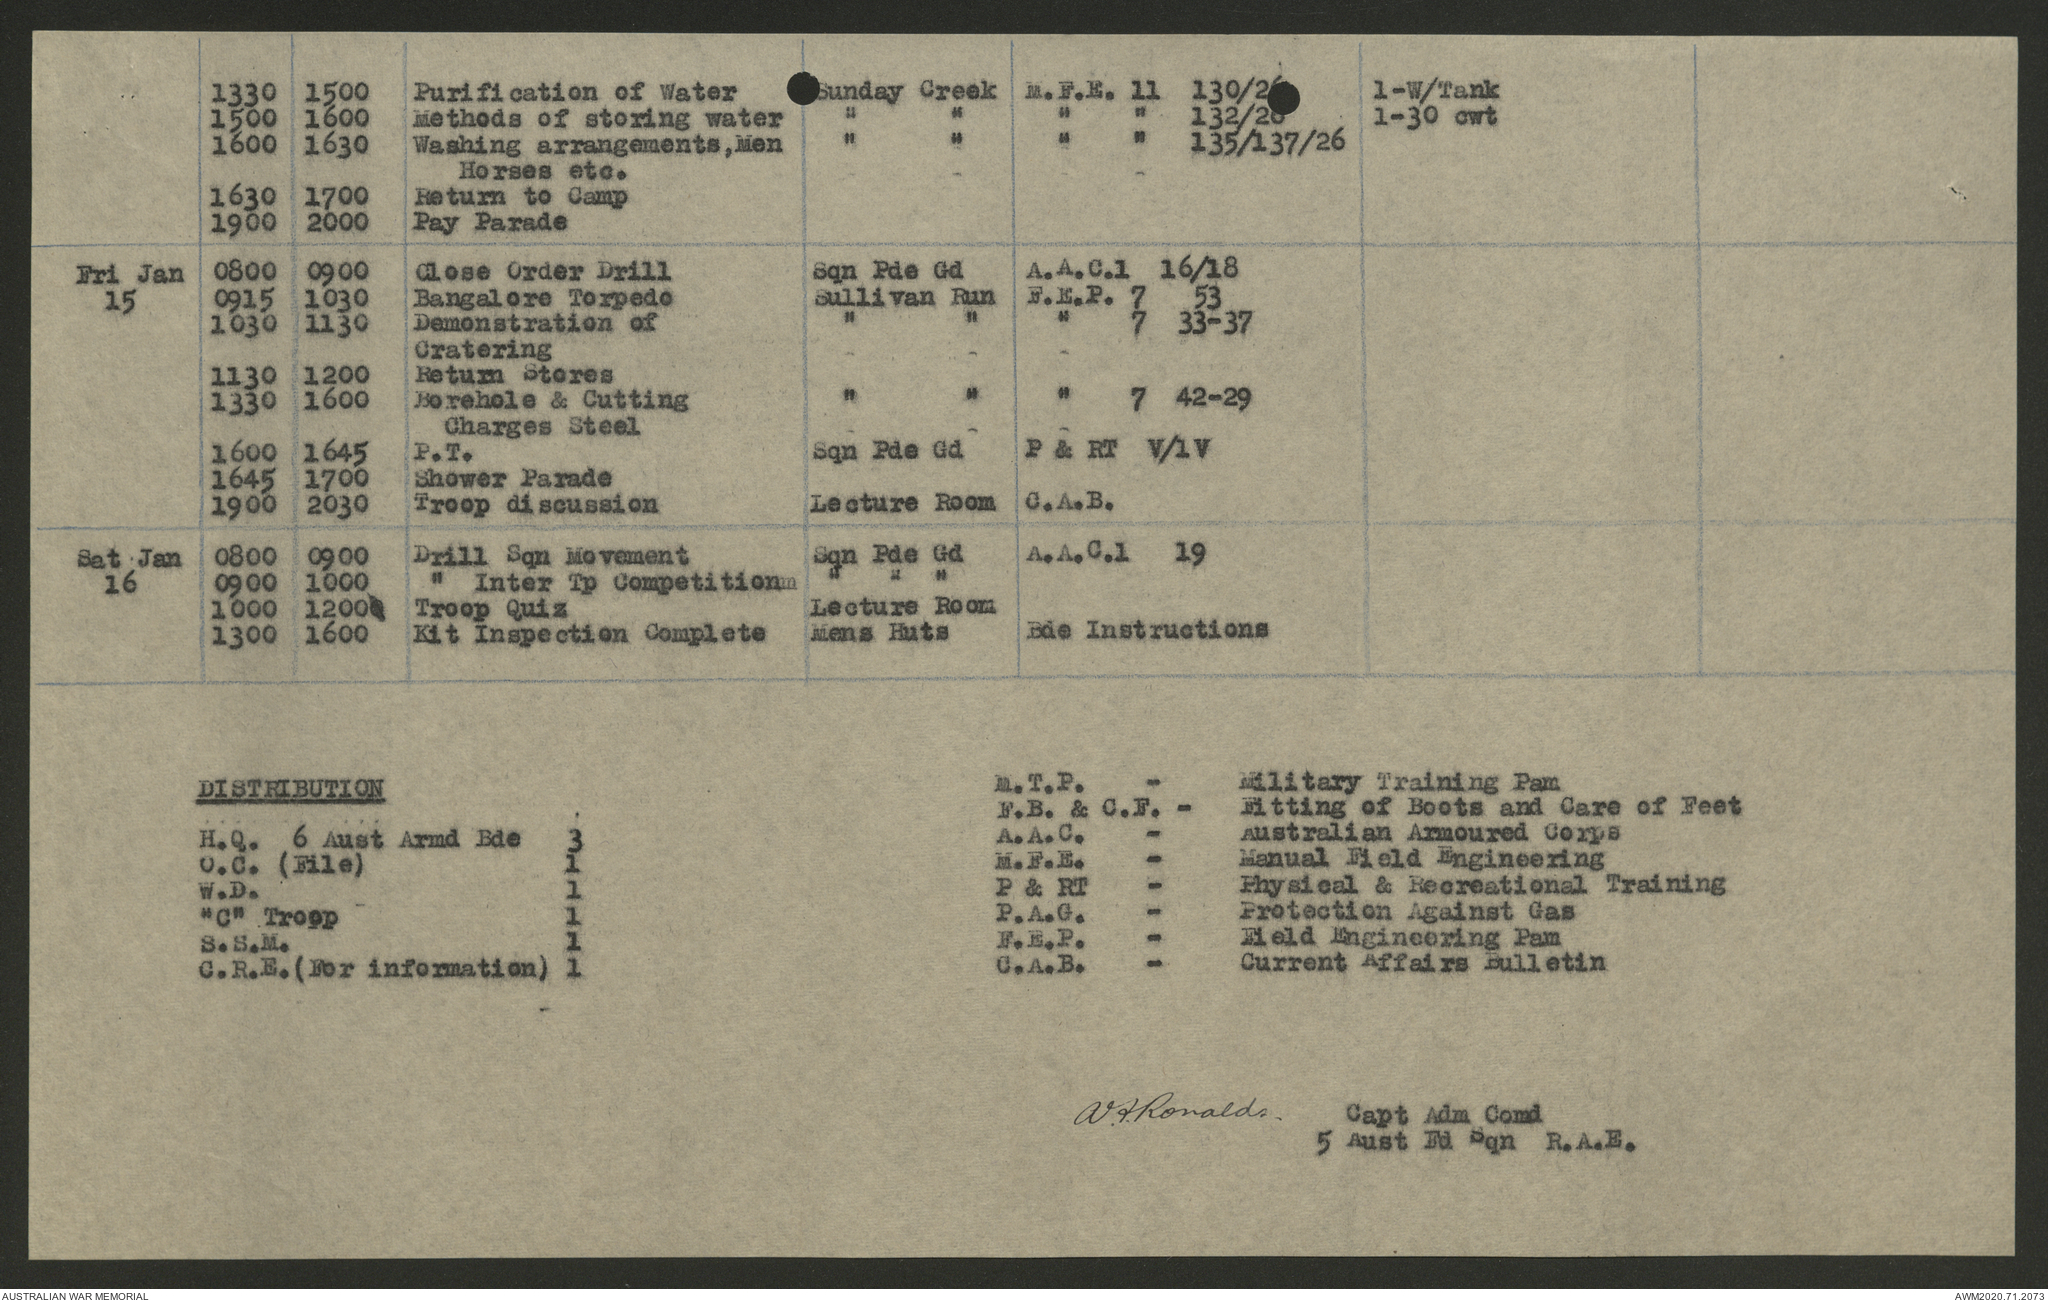 1330 1500 Purification of Water Sunday Creek M.F.E. 11 130/26 1-W/Tank
1500 1600 Methods of storing water " " " " 132/26 1-30 cwt
1600 1630 Washing arrangements,Men " " " " 135/137/26
Horses etc.
1630 1700 Return to Camp
1900 2000 Pay Parade
Fri Jan 0800 0900 Close Order Drill Sqn Pde Gd A.A.C.1 16/18
15 0915 1030 Bangalore Torpedo Sullivan Run F.E.P. 7 53
1030 1130 Demonstration of " " " 7 33-37
Cratering
1130 1200 Return Stores
1330 1600 Borehole & Cutting " " " 7 42-29
Charges Steel
1600 1645 P.T. Sqn Pde Gd P & RT V/1V
1645 1700 Shower Parade
1900 2030 Troop discussion Lecture Room C.A.B.
Sat Jan 0800 0900 Drill Sqn Movement Sqn Pde Gd A.A.C.1 19
16 0900 1000 " Inter Tp Competitionm " " "
1000 1200 Troop Quiz Lecture Room
1300 1600 Kit Inspection Complete Mens Huts Bde Instructions
DISTRIBUTION
H.Q. 6 Aust Armd Bde 3
O.C. (File) 1
W.D. 1
"C" Troop 1
S.S.M. 1
C.R.E.(For information) 1
M.T.P. - Military Training Pam
F.B. & C.F. - Fitting of Boots and Care of Feet
A.A.C. - Australian Armoured Corps
M.F.E. - Manual Field Engineering
P & RT - Physical & Recreational Training
P.A.G. - Protection Against Gas
F.E.P. - Field Engineering Pam
C.A.B. - Current Affairs Bulletin
Ronalds. Capt Adm Comd
5 Aust Fd Sqn R.A.E.
AUSTRALIAN WAR MEMORIAL AWM2020.71.2073